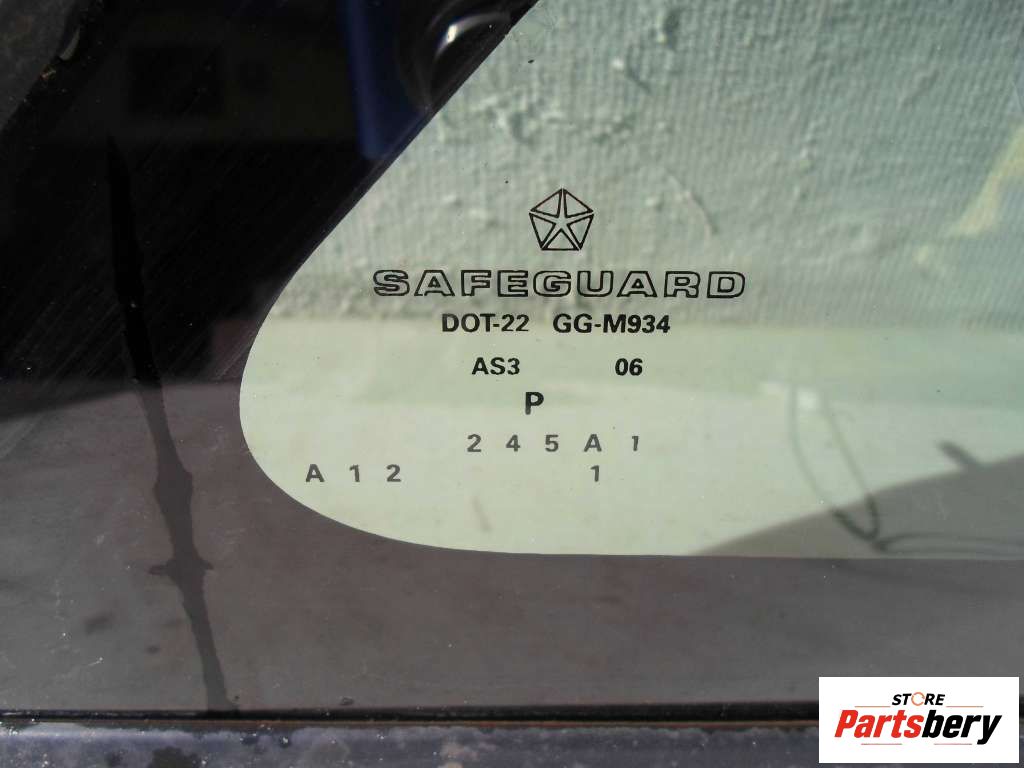 SAFEGUARD
DOT-22 GG-M934
AS3 06
P
2 4 5 A 1
A 1 2 1
STORE
Partsbery